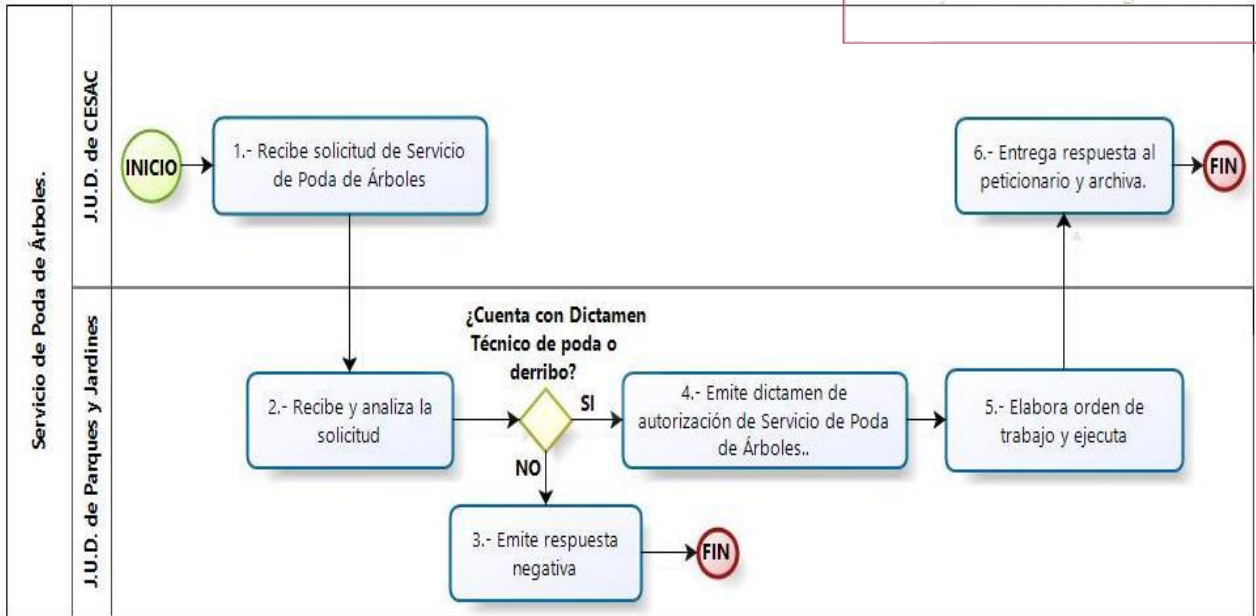 Servicio de Poda de Árboles.
J.U.D. de CESAC
INICIO
1.- Recibe solicitud de Servicio
de Poda de Árboles
6.- Entrega respuesta al
peticionario y archiva.
FIN
J.U.D. de Parques y Jardines
2.- Recibe y analiza la
solicitud
¿Cuenta con Dictamen
Técnico de poda o
derribo?
SI
NO
3.- Emite respuesta
negativa
FIN
4.- Emite dictamen de
autorización de Servicio de Poda
de Árboles..
5.- Elabora orden de
trabajo y ejecuta